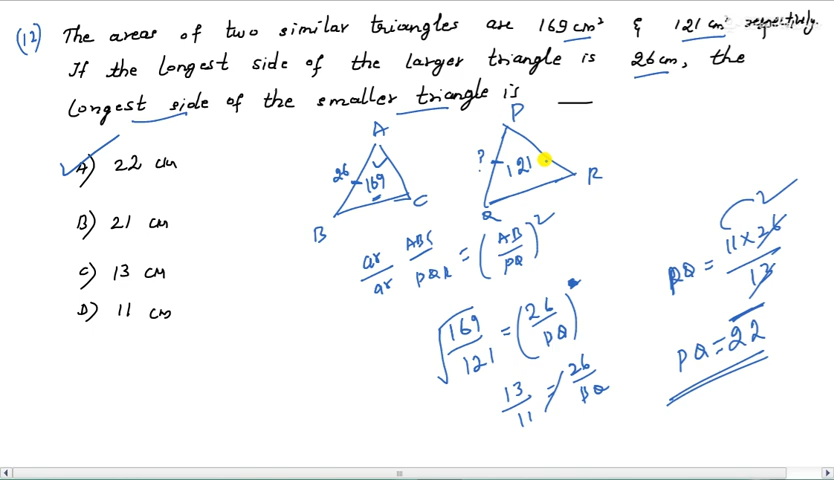 (12) The areas of two similar triangles are 169 cm² & 121 cm² respectively.
If the longest side of the larger triangle is 26cm, the
longest side of the smaller triangle is ___
A) 22 cm
B) 21 cm
C) 13 cm
D) 11 cm
A
26
169
B
C
P
?
121
Q
R
ar ABC / ar PQR = (AB/PQ)²
√169/121 = (26/PQ)
13/11 = 26/PQ
PQ = 11 × 26 / 13
2
PQ = 22